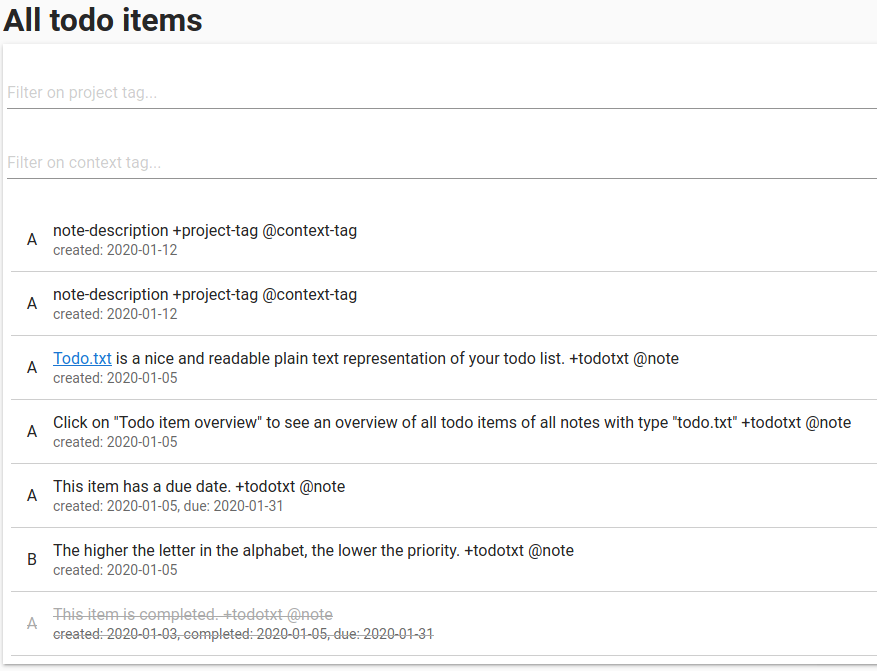 All todo items
Filter on project tag...
Filter on context tag...
A
note-description +project-tag @context-tag
created: 2020-01-12
A
note-description +project-tag @context-tag
created: 2020-01-12
A
Todo.txt is a nice and readable plain text representation of your todo list. +todotxt @note
created: 2020-01-05
A
Click on "Todo item overview" to see an overview of all todo items of all notes with type "todo.txt" +todotxt @note
created: 2020-01-05
A
This item has a due date. +todotxt @note
created: 2020-01-05, due: 2020-01-31
B
The higher the letter in the alphabet, the lower the priority. +todotxt @note
created: 2020-01-05
A
This item is completed. +todotxt @note
created: 2020-01-03, completed: 2020-01-05, due: 2020-01-31